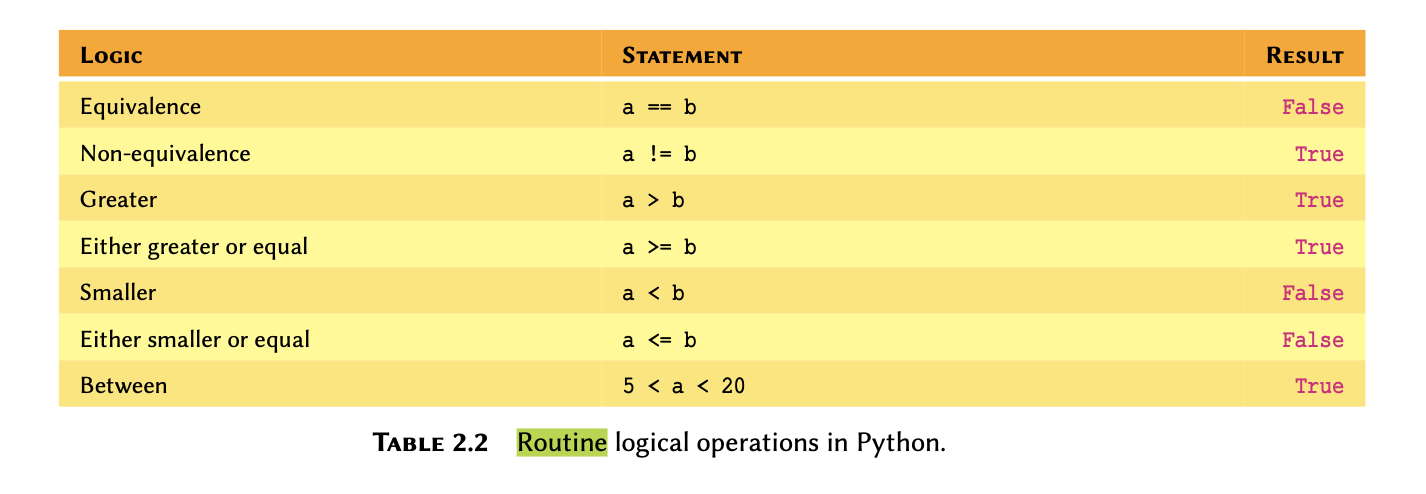 Logic Statement Result
Equivalence a == b False
Non-equivalence a != b True
Greater a > b True
Either greater or equal a >= b True
Smaller a < b False
Either smaller or equal a <= b False
Between 5 < a < 20 True
Table 2.2 Routine logical operations in Python.